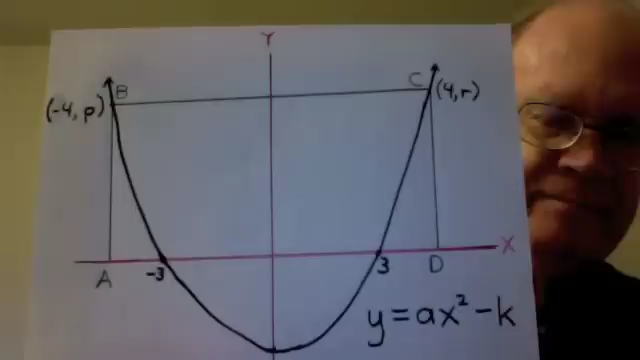 Y
B
C
(-4, p)
(4, r)
X
A
-3
3
D
y = ax² - k